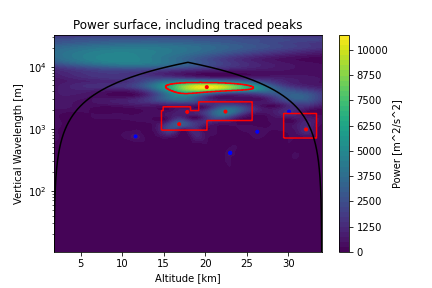 Power surface, including traced peaks
Vertical Wavelength [m]
10^4
10^3
10^2
5 10 15 20 25 30
Altitude [km]
10000
8750
7500
6250
5000
3750
2500
1250
0
Power [m^2/s^2]